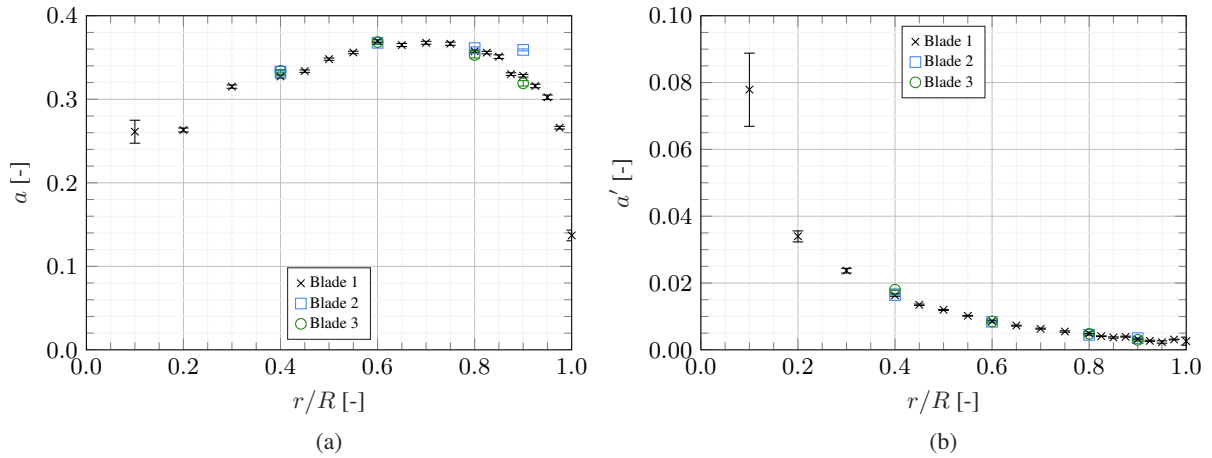 0.4
0.3
0.2
0.1
0.0
a [-]
Blade 1
Blade 2
Blade 3
0.0 0.2 0.4 0.6 0.8 1.0
r/R [-]
(a)
0.10
0.08
0.06
0.04
0.02
0.00
a′ [-]
Blade 1
Blade 2
Blade 3
0.0 0.2 0.4 0.6 0.8 1.0
r/R [-]
(b)